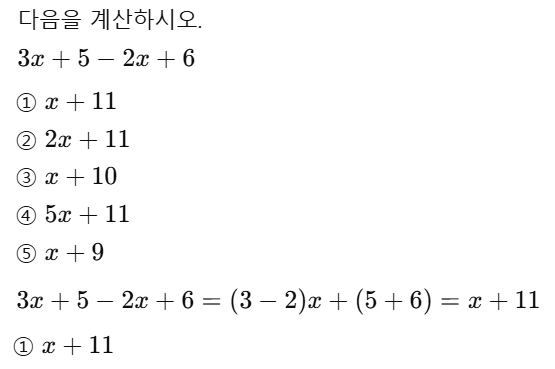 다음을 계산하시오.
3x + 5 − 2x + 6
① x + 11
② 2x + 11
③ x + 10
④ 5x + 11
⑤ x + 9
3x + 5 − 2x + 6 = (3 − 2)x + (5 + 6) = x + 11
① x + 11